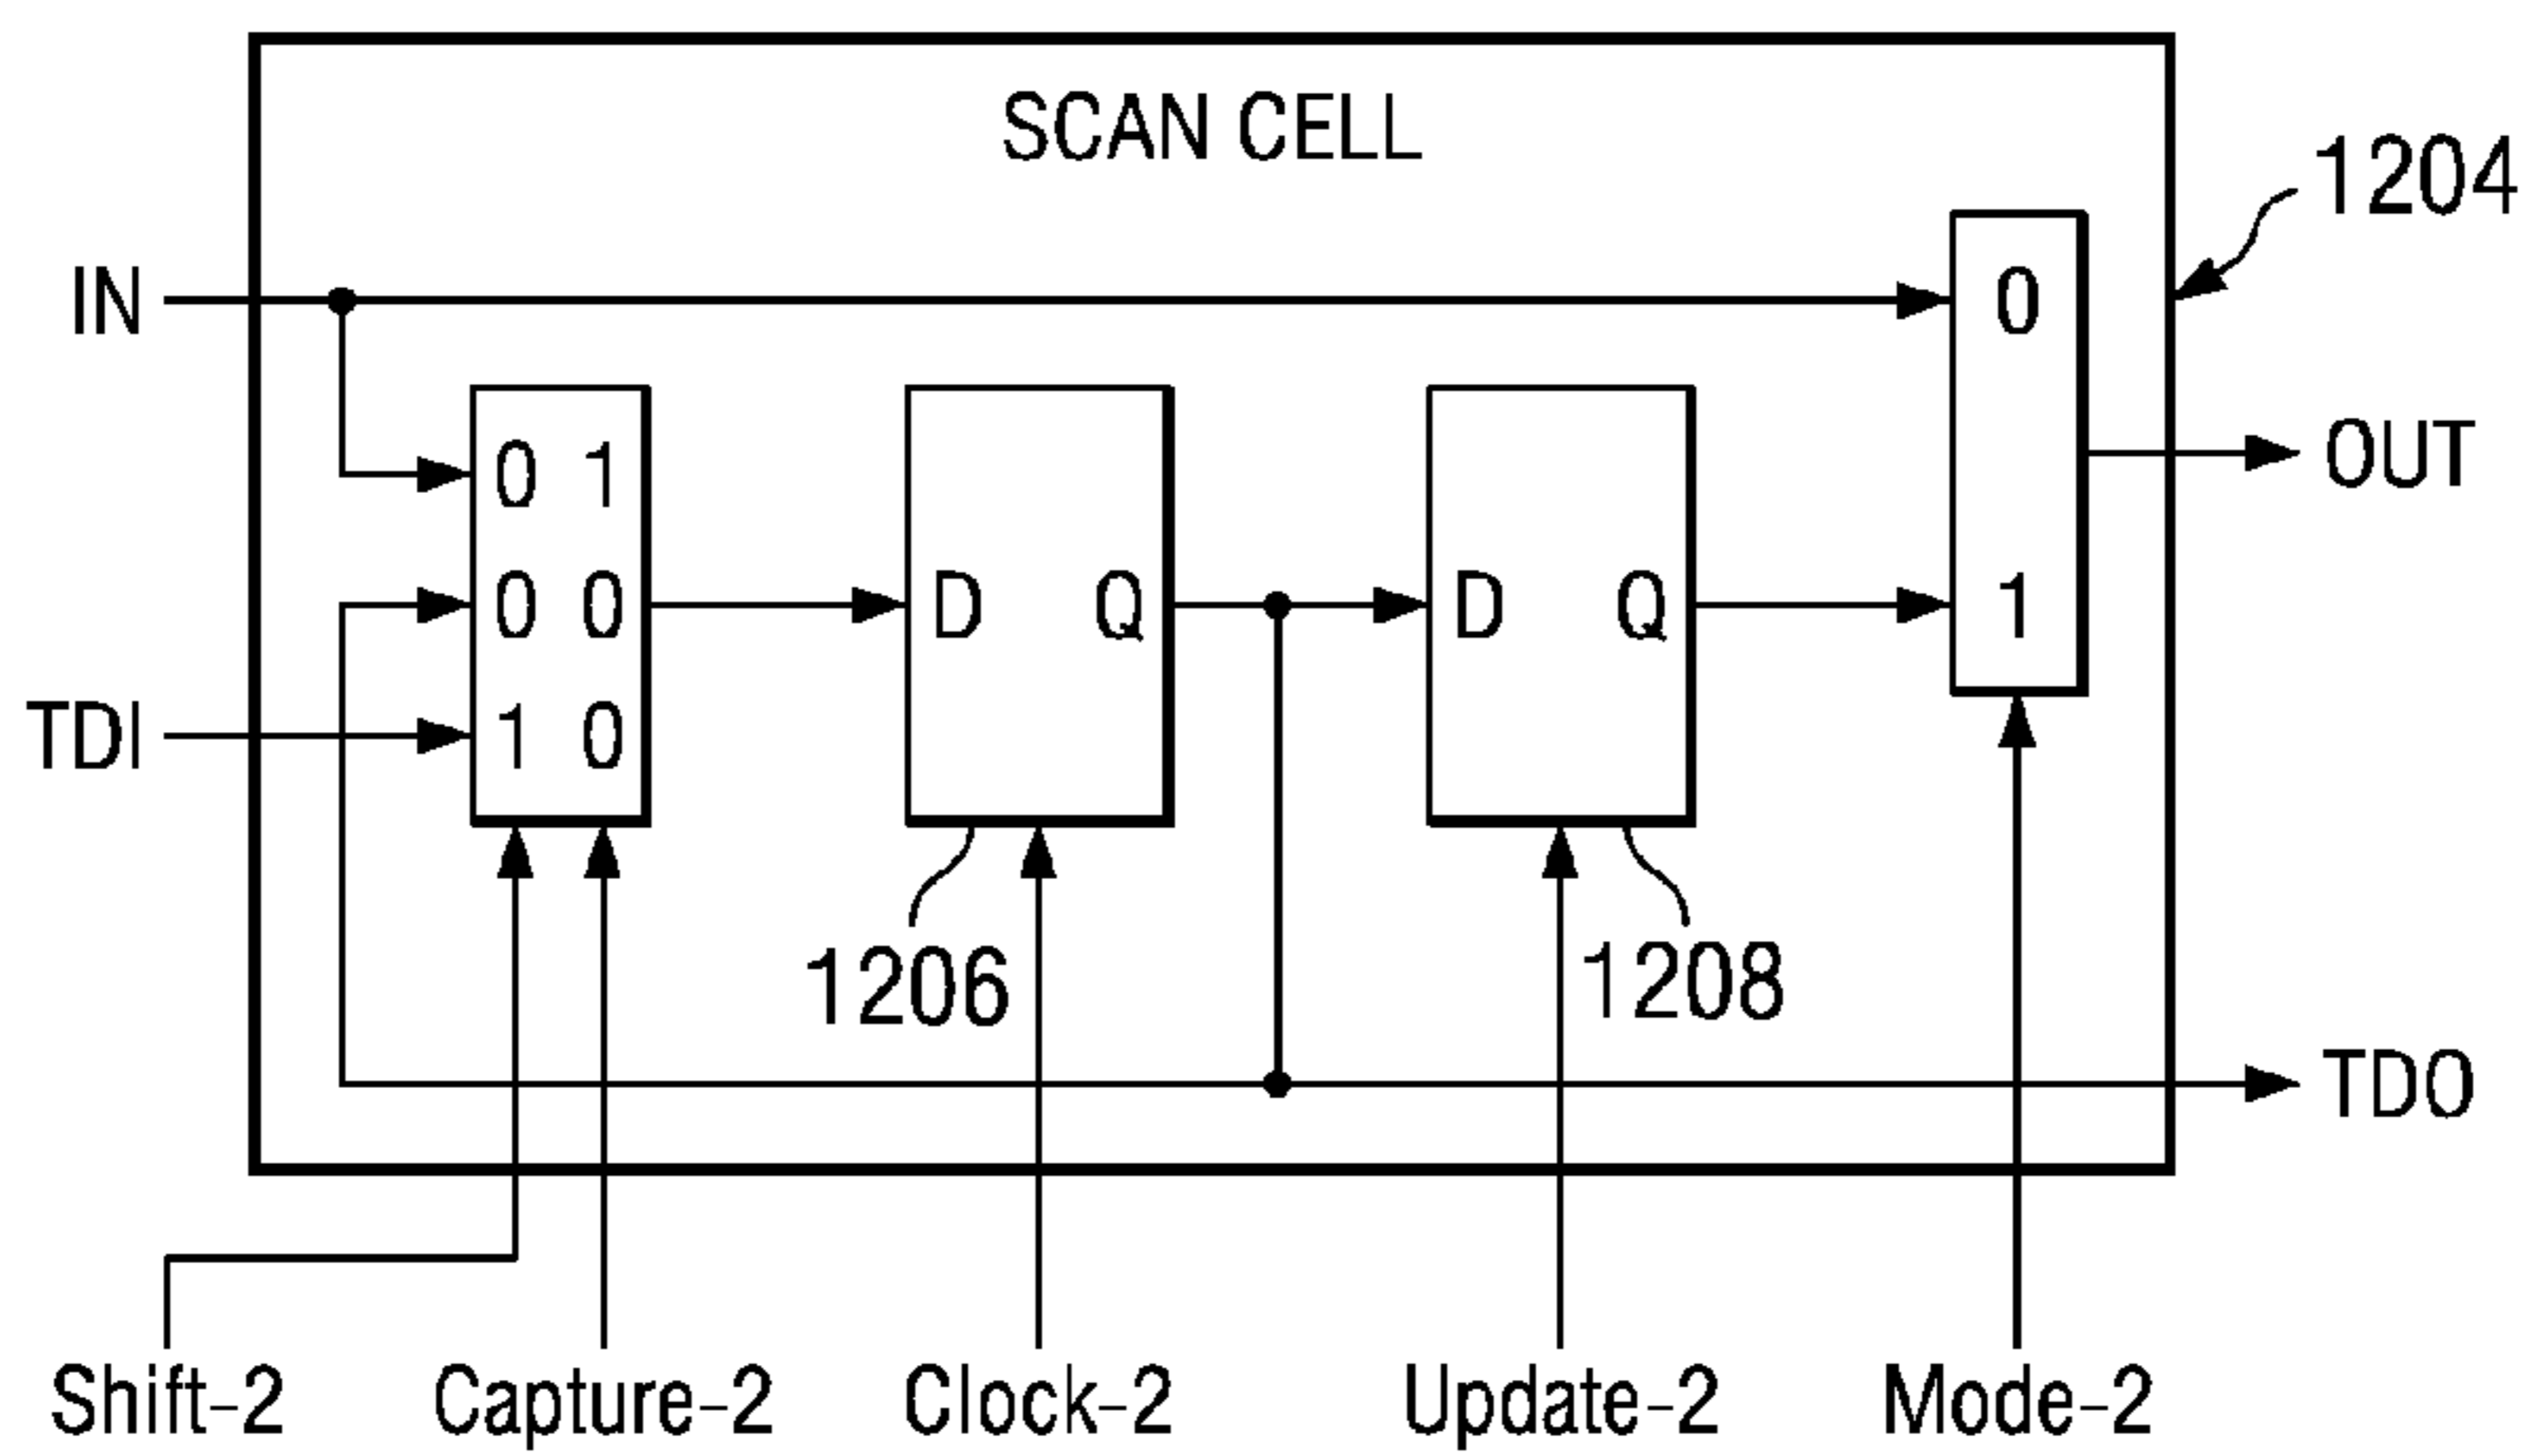 SCAN CELL
1204
IN
0
0 1
OUT
0 0
D Q
D Q
1
TDI
1 0
1206
1208
TDO
Shift-2
Capture-2
Clock-2
Update-2
Mode-2